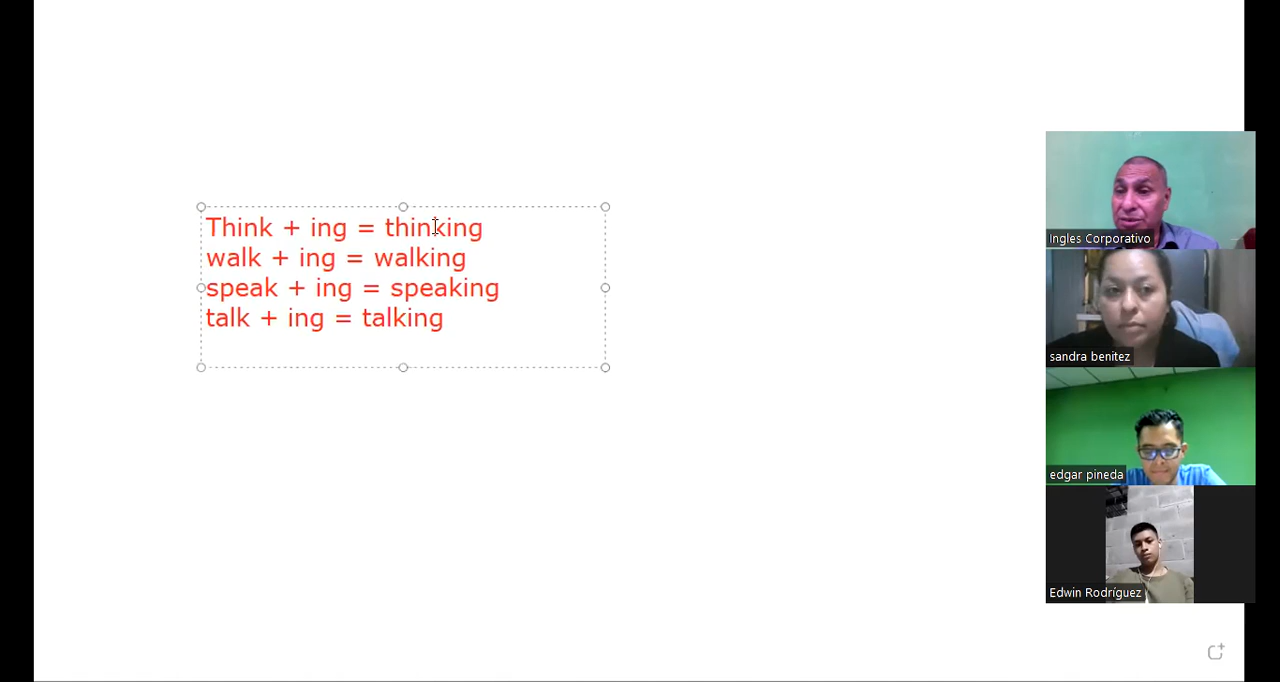 Think + ing = thinking
walk + ing = walking
speak + ing = speaking
talk + ing = talking
Ingles Corporativo
sandra benitez
edgar pineda
Edwin Rodríguez